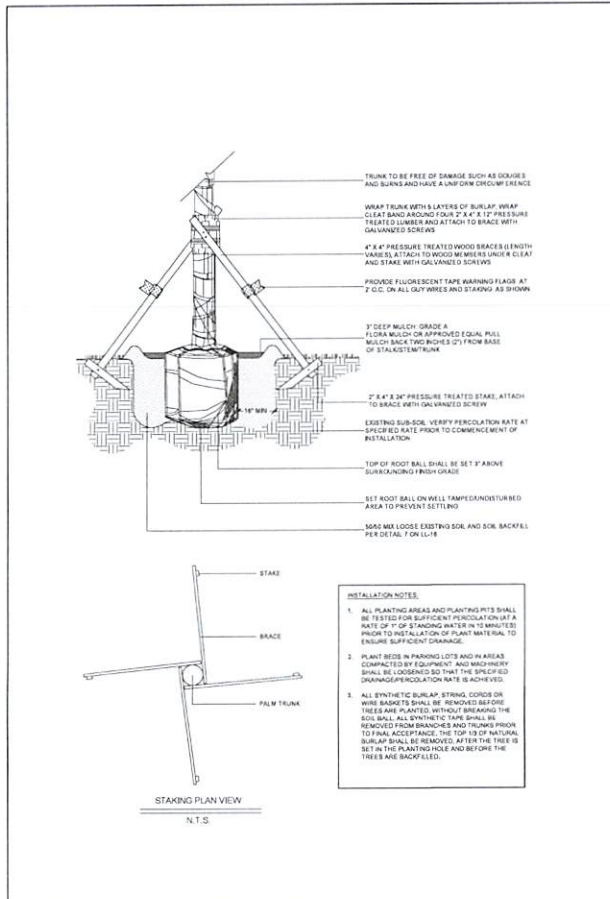 TRUNK TO BE FREE OF DAMAGE SUCH AS GOUGES
AND BURNS AND HAVE A UNIFORM CIRCUMFERENCE
WRAP TRUNK WITH 5 LAYERS OF BURLAP, WRAP
CLEAT BAND AROUND FOUR 2" X 4" X 12" PRESSURE
TREATED LUMBER AND ATTACH TO BRACE WITH
GALVANIZED SCREWS
4" X 4" PRESSURE TREATED WOOD BRACES (LENGTH
VARIES), ATTACH TO WOOD MEMBERS UNDER CLEAT
AND STAKE WITH GALVANIZED SCREWS
PROVIDE FLUORESCENT TAPE WARNING FLAGS AT
2' O.C. ON ALL GUY WIRES AND STAKING AS SHOWN
3" DEEP MULCH: GRADE A
FLORA MULCH OR APPROVED EQUAL PULL
MULCH BACK TWO INCHES (2") FROM BASE
OF STALK/STEM/TRUNK
16" MIN
2" X 4" X 24" PRESSURE TREATED STAKE, ATTACH
TO BRACE WITH GALVANIZED SCREW
EXISTING SUB-SOIL. VERIFY PERCOLATION RATE AT
SPECIFIED RATE PRIOR TO COMMENCEMENT OF
INSTALLATION
TOP OF ROOT BALL SHALL BE SET 3" ABOVE
SURROUNDING FINISH GRADE
SET ROOT BALL ON WELL TAMPED/UNDISTURBED
AREA TO PREVENT SETTLING
50/50 MIX LOOSE EXISTING SOIL AND SOIL BACKFILL
PER DETAIL 7 ON LL-16
STAKE
BRACE
PALM TRUNK
STAKING PLAN VIEW
N.T.S.
INSTALLATION NOTES:
1. ALL PLANTING AREAS AND PLANTING PITS SHALL
BE TESTED FOR SUFFICIENT PERCOLATION (AT A
RATE OF 1" OF STANDING WATER IN 10 MINUTES)
PRIOR TO INSTALLATION OF PLANT MATERIAL TO
ENSURE SUFFICIENT DRAINAGE.
2. PLANT BEDS IN PARKING LOTS AND IN AREAS
COMPACTED BY EQUIPMENT AND MACHINERY
SHALL BE LOOSENED SO THAT THE SPECIFIED
DRAINAGE/PERCOLATION RATE IS ACHIEVED.
3. ALL SYNTHETIC BURLAP, STRING, CORDS OR
WIRE BASKETS SHALL BE REMOVED BEFORE
TREES ARE PLANTED, WITHOUT BREAKING THE
SOIL BALL. ALL SYNTHETIC TAPE SHALL BE
REMOVED FROM BRANCHES AND TRUNKS PRIOR
TO FINAL ACCEPTANCE. THE TOP 1/3 OF NATURAL
BURLAP SHALL BE REMOVED, AFTER THE TREE IS
SET IN THE PLANTING HOLE AND BEFORE THE
TREES ARE BACKFILLED.